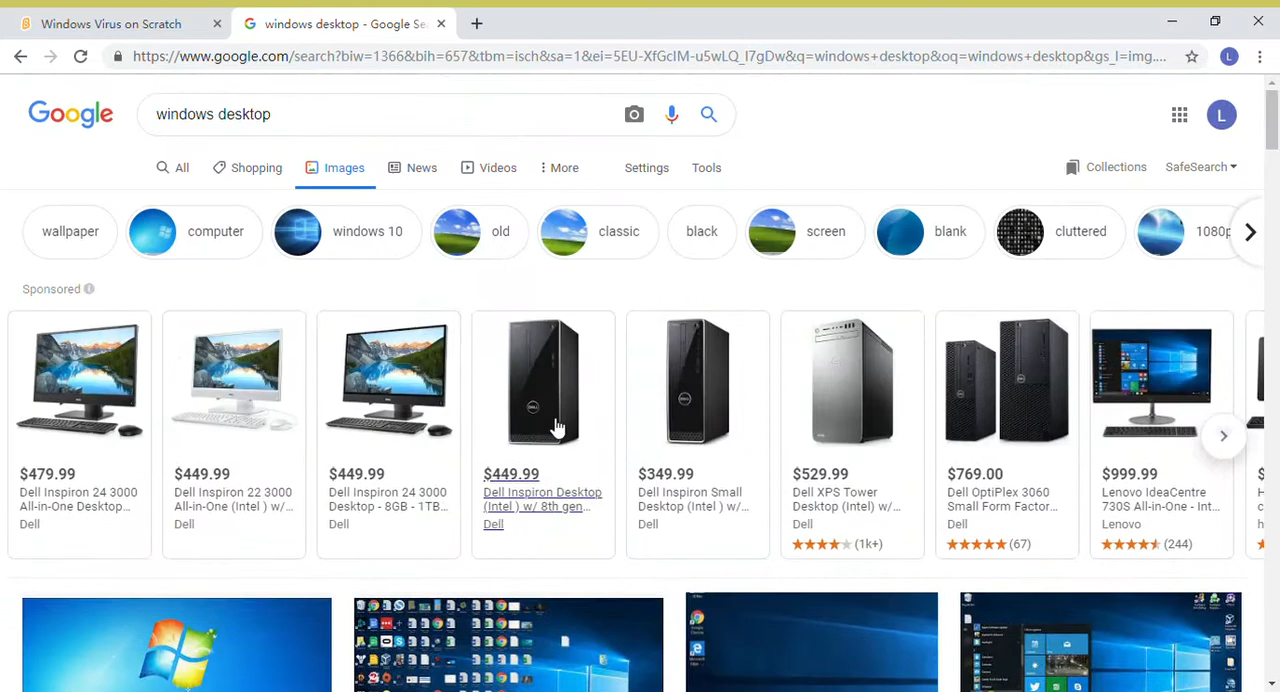 Windows Virus on Scratch
windows desktop - Google Se
https://www.google.com/search?biw=1366&bih=657&tbm=isch&sa=1&ei=5EU-XfGcIM-u5wLQ_I7gDw&q=windows+desktop&oq=windows+desktop&gs_l=img....
L
Google
windows desktop
L
All Shopping Images News Videos More Settings Tools Collections SafeSearch
wallpaper computer windows 10 old classic black screen blank cluttered 1080p
Sponsored
$479.99
Dell Inspiron 24 3000
All-in-One Desktop...
Dell
$449.99
Dell Inspiron 22 3000
All-in-One (Intel ) w/...
Dell
$449.99
Dell Inspiron 24 3000
Desktop - 8GB - 1TB...
Dell
$449.99
Dell Inspiron Desktop
(Intel ) w/ 8th gen...
Dell
$349.99
Dell Inspiron Small
Desktop (Intel ) w/...
Dell
$529.99
Dell XPS Tower
Desktop (Intel) w/...
Dell
(1k+)
$769.00
Dell OptiPlex 3060
Small Form Factor...
Dell
(67)
$999.99
Lenovo IdeaCentre
730S All-in-One - Int...
Lenovo
(244)